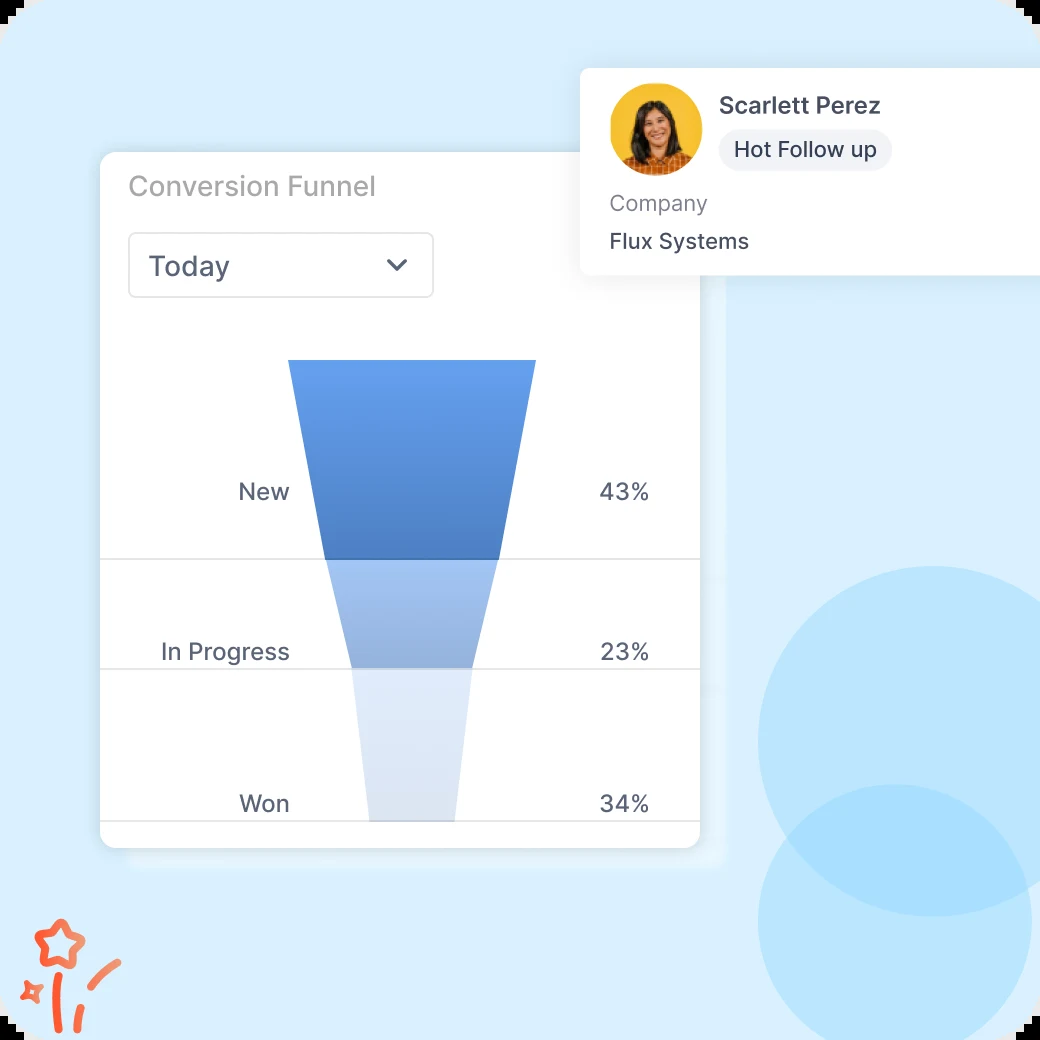 Scarlett Perez
Hot Follow up
Company
Flux Systems
Conversion Funnel
Today
New 43%
In Progress 23%
Won 34%